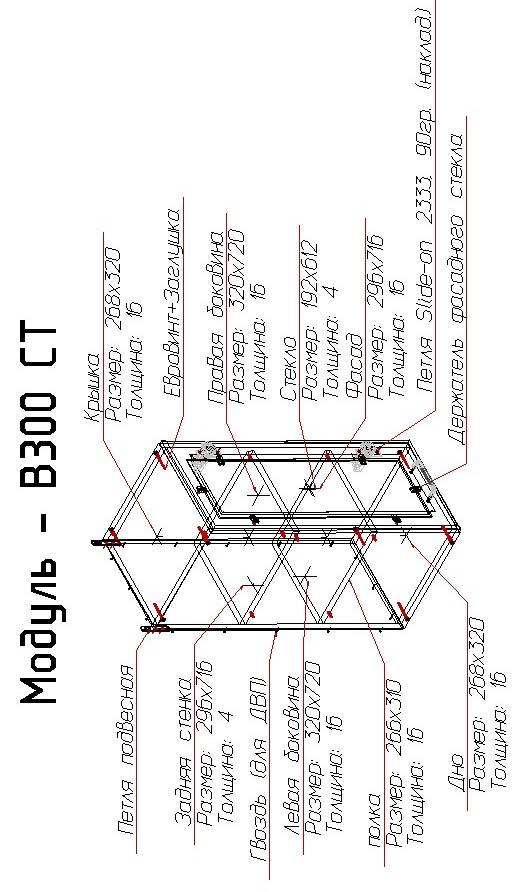 Модуль - В300 СТ
Петля подвесная
Задняя стенка
Размер: 296х716
Толщина: 4
Гвоздь (для ДВП)
Левая боковина
Размер: 320х720
Толщина: 16
полка
Размер: 266х310
Толщина: 16
Дно
Размер: 268х320
Толщина: 16
Крышка
Размер: 268х320
Толщина: 16
Евровинт+Заглушка
Правая боковина
Размер: 320х720
Толщина: 16
Стекло
Размер: 192х612
Толщина: 4
Фасад
Размер: 296х716
Толщина: 16
Петля Slide-on 2333, 90гр. (наклад)
Держатель фасадного стекла